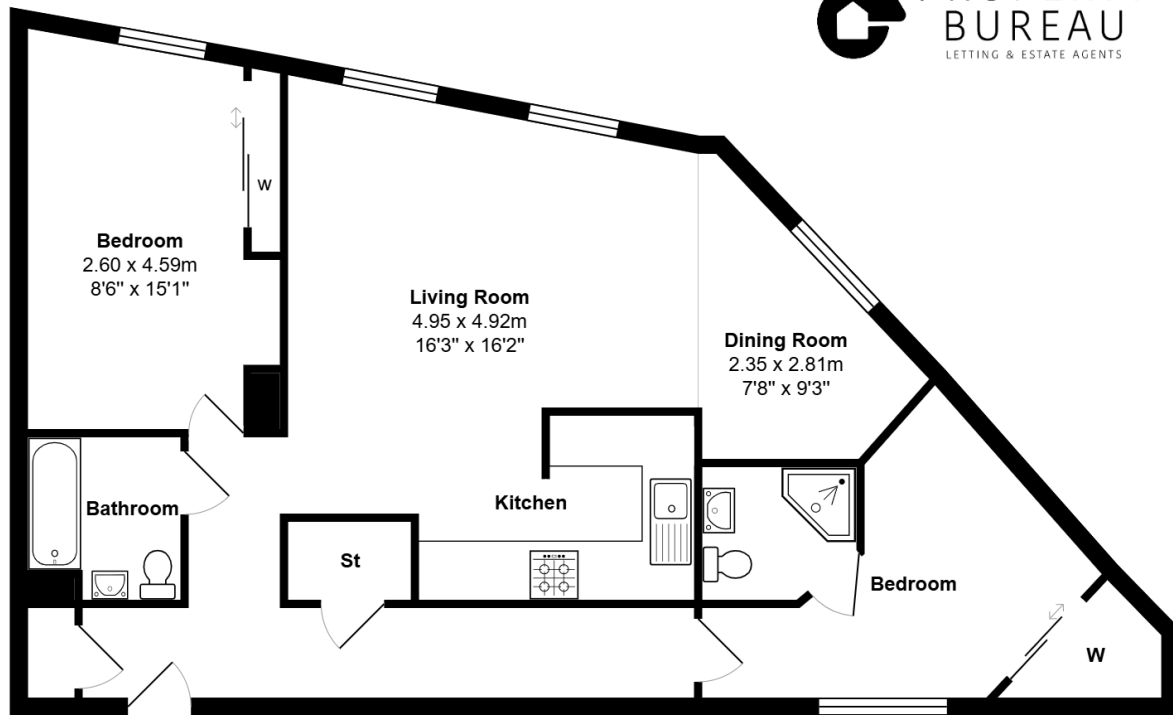 BUREAU
LETTING & ESTATE AGENTS
W
Bedroom
2.60 x 4.59m
8'6" x 15'1"
Living Room
4.95 x 4.92m
16'3" x 16'2"
Dining Room
2.35 x 2.81m
7'8" x 9'3"
Bathroom
Kitchen
St
Bedroom
W